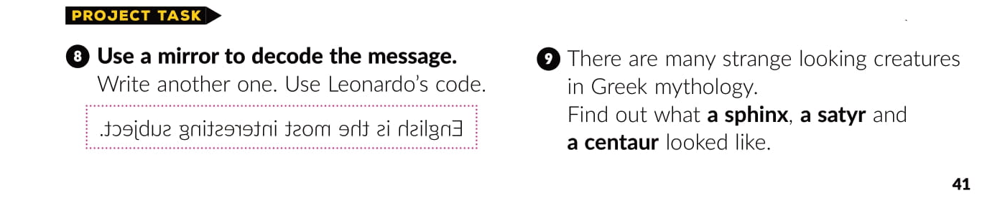 PROJECT TASK
8 Use a mirror to decode the message.
Write another one. Use Leonardo's code.
English is the most interesting subject.
9 There are many strange looking creatures
in Greek mythology.
Find out what a sphinx, a satyr and
a centaur looked like.
41